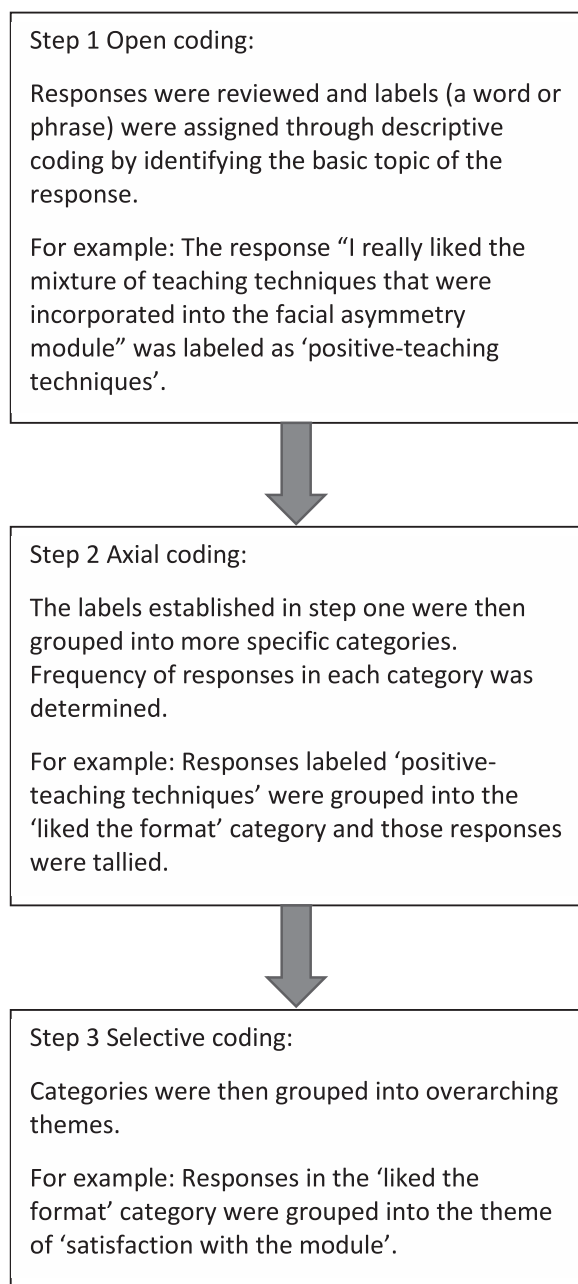 Step 1 Open coding:
Responses were reviewed and labels (a word or
phrase) were assigned through descriptive
coding by identifying the basic topic of the
response.
For example: The response “I really liked the
mixture of teaching techniques that were
incorporated into the facial asymmetry
module” was labeled as ‘positive-teaching
techniques’.
Step 2 Axial coding:
The labels established in step one were then
grouped into more specific categories.
Frequency of responses in each category was
determined.
For example: Responses labeled ‘positive-
teaching techniques’ were grouped into the
‘liked the format’ category and those responses
were tallied.
Step 3 Selective coding:
Categories were then grouped into overarching
themes.
For example: Responses in the ‘liked the
format’ category were grouped into the theme
of ‘satisfaction with the module’.